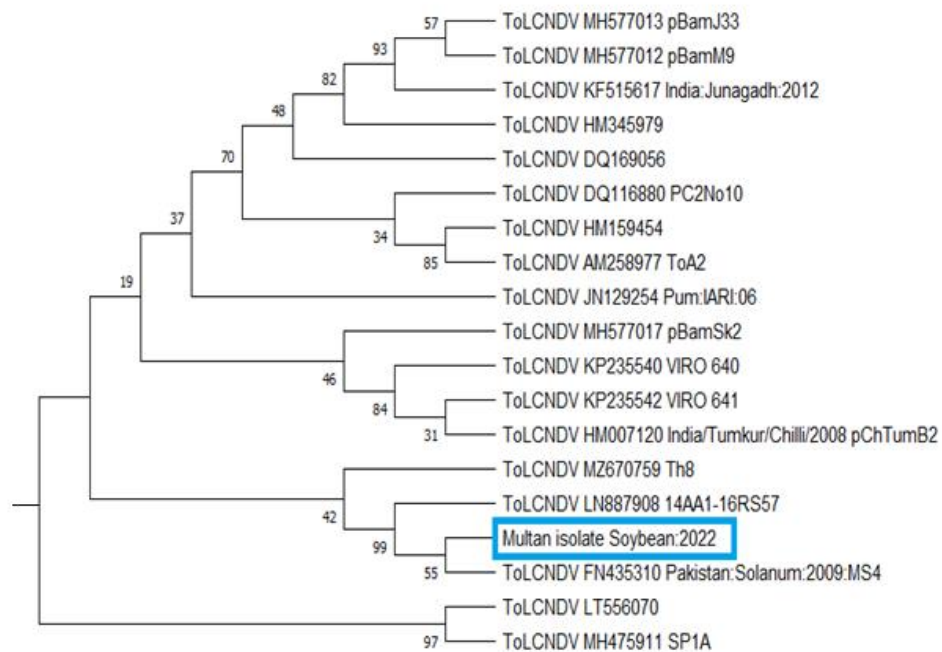 57
ToLCNDV MH577013 pBamJ33
93
ToLCNDV MH577012 pBamM9
82
ToLCNDV KF515617 India:Junagadh:2012
48
ToLCNDV HM345979
70
ToLCNDV DQ169056
ToLCNDV DQ116880 PC2No10
37
34
ToLCNDV HM159454
85
ToLCNDV AM258977 ToA2
19
ToLCNDV JN129254 Pum:IARI:06
ToLCNDV MH577017 pBamSk2
46
ToLCNDV KP235540 VIRO 640
84
ToLCNDV KP235542 VIRO 641
31
ToLCNDV HM007120 India/Tumkur/Chilli/2008 pChTumB2
ToLCNDV MZ670759 Th8
42
ToLCNDV LN887908 14AA1-16RS57
99
Multan isolate Soybean:2022
55
ToLCNDV FN435310 Pakistan:Solanum:2009:MS4
ToLCNDV LT556070
97
ToLCNDV MH475911 SP1A